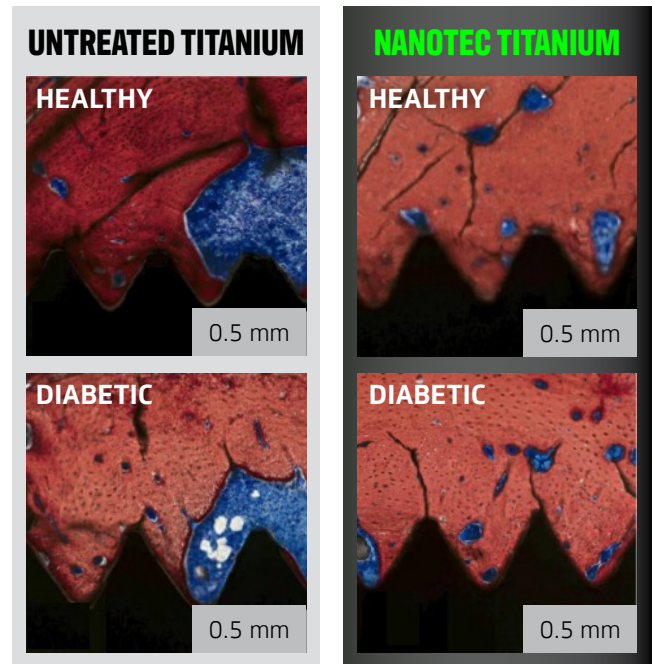 UNTREATED TITANIUM
HEALTHY
0.5 mm
DIABETIC
0.5 mm
NANOTEC TITANIUM
HEALTHY
0.5 mm
DIABETIC
0.5 mm